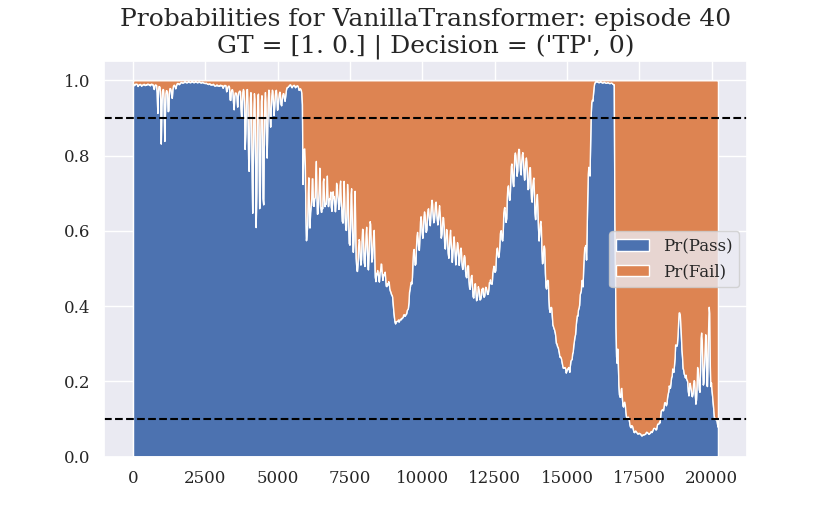 Probabilities for VanillaTransformer: episode 40
GT = [1. 0.] | Decision = ('TP', 0)
1.0
0.8
0.6
0.4
0.2
0.0
Pr(Pass)
Pr(Fail)
0 2500 5000 7500 10000 12500 15000 17500 20000